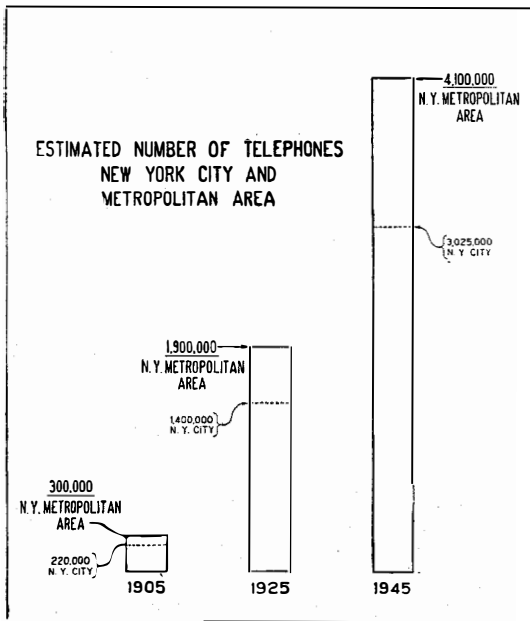 4,100,000
N.Y. METROPOLITAN
AREA
ESTIMATED NUMBER OF TELEPHONES
NEW YORK CITY AND
METROPOLITAN AREA
3,025,000
N. Y CITY
1,900,000
N.Y. METROPOLITAN
AREA
1,400,000
N. Y. CITY
300,000
N.Y. METROPOLITAN
AREA
220,000
N. Y. CITY
1905
1925
1945